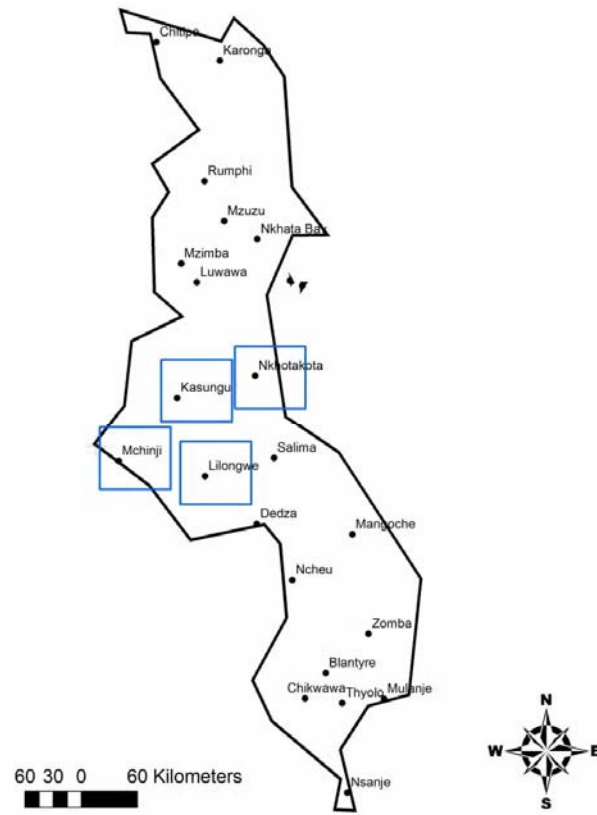 Chitipa
Karonga
Rumphi
Mzuzu
Nkhata Bay
Mzimba
Luwawa
Nkhotakota
Kasungu
Mchinji
Lilongwe
Salima
Dedza
Mangoche
Ncheu
Zomba
Blantyre
Chikwawa
Thyolo
Mulanje
Nsanje
60 30 0 60 Kilometers
N
W E
S